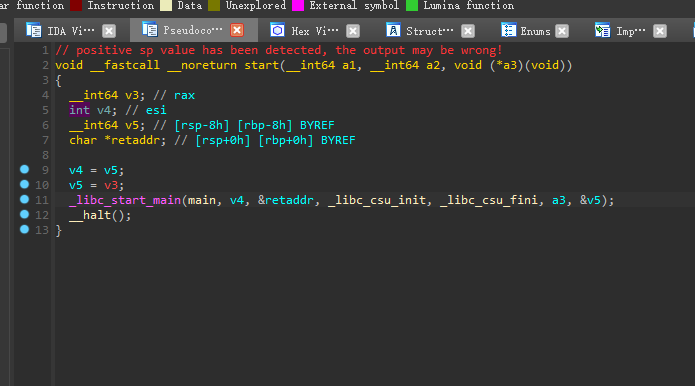 ar function Instruction Data Unexplored External symbol Lumina function
IDA Vi… Pseudoco… Hex Vi… Struct… Enums Imp…
1 // positive sp value has been detected, the output may be wrong!
2 void __fastcall __noreturn start(__int64 a1, __int64 a2, void (*a3)(void))
3 {
4 __int64 v3; // rax
5 int v4; // esi
6 __int64 v5; // [rsp-8h] [rbp-8h] BYREF
7 char *retaddr; // [rsp+0h] [rbp+0h] BYREF
8
9 v4 = v5;
10 v5 = v3;
11 _libc_start_main(main, v4, &retaddr, _libc_csu_init, _libc_csu_fini, a3, &v5);
12 __halt();
13 }